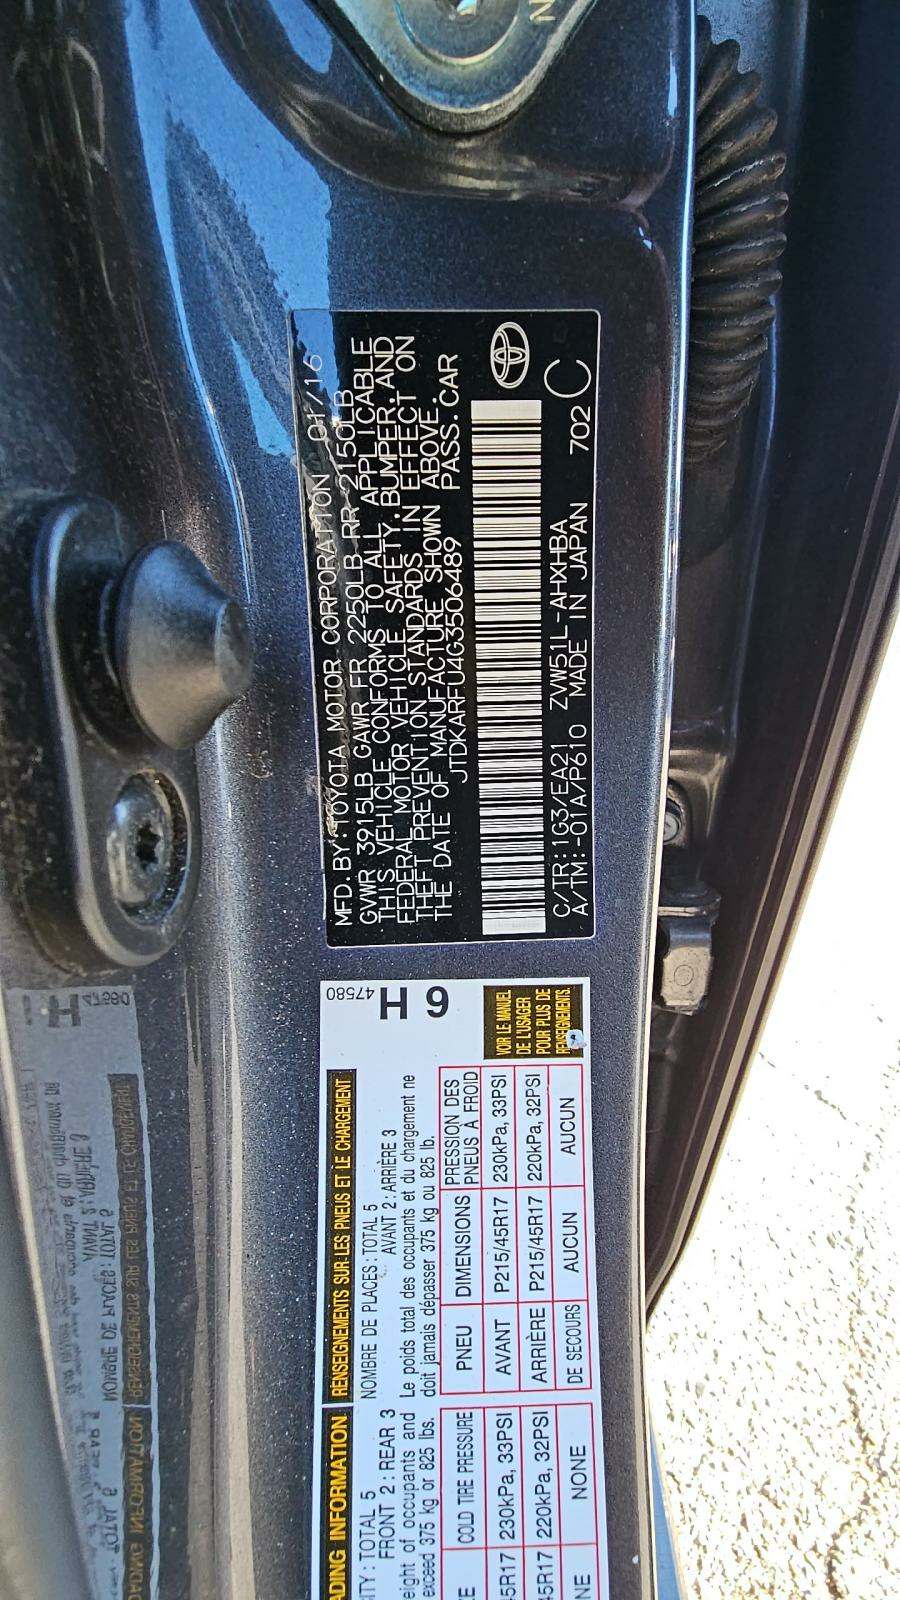 MFD.BY:TOYOTA MOTOR CORPORATION 01/16
GVWR 3915LB GAWR FR 2250LB RR 2150LB
THIS VEHICLE CONFORMS TO ALL APPLICABLE
FEDERAL MOTOR VEHICLE SAFETY, BUMPER, AND
THEFT PREVENTION STANDARDS IN EFFECT ON
THE DATE OF MANUFACTURE SHOWN ABOVE.
JTDKARFU4G3506489 PASS.CAR
C/TR:1G3/EA21 ZVW51L-AHXHBA
A/TM:-01A/P610 MADE IN JAPAN 702 C
47580
H 6
RENSEIGNEMENTS SUR LES PNEUS ET LE CHARGEMENT
NOMBRE DE PLACES : TOTAL 5
AVANT 2 : ARRIÈRE 3
Le poids total des occupants et du chargement ne
doit jamais dépasser 375 kg ou 825 lb.
PNEU DIMENSIONS PRESSION DES PNEUS À FROID
AVANT P215/45R17 230kPa, 33PSI
ARRIÈRE P215/45R17 220kPa, 32PSI
DE SECOURS AUCUN AUCUN
VOIR LE MANUEL
DE L'USAGER
POUR PLUS DE
RENSEIGNEMENTS.
ADING INFORMATION
ITY : TOTAL 5
FRONT 2 : REAR 3
eight of occupants and
exceed 375 kg or 825 lbs.
ZE COLD TIRE PRESSURE
45R17 230kPa, 33PSI
45R17 220kPa, 32PSI
NE NONE